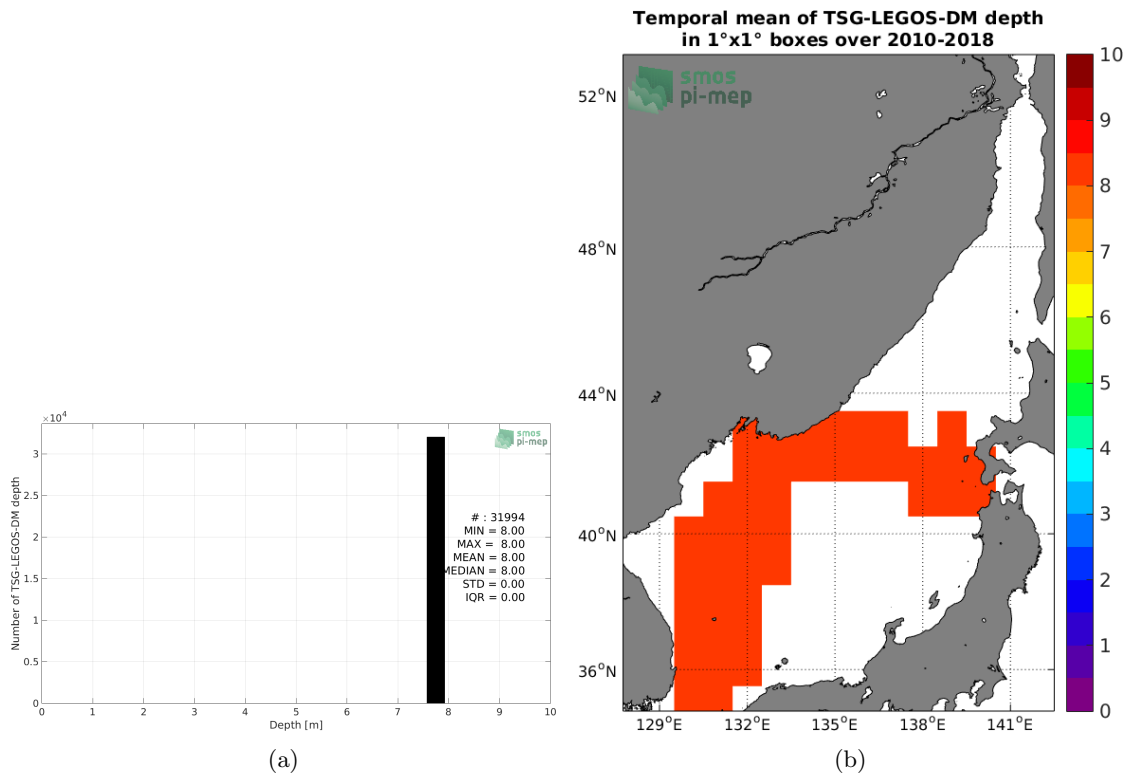 ×10⁴
3
2.5
2
1.5
1
0.5
0
Number of TSG-LEGOS-DM depth
smos
pi-mep
# : 31994
MIN = 8.00
MAX = 8.00
MEAN = 8.00
MEDIAN = 8.00
STD = 0.00
IQR = 0.00
0 1 2 3 4 5 6 7 8 9 10
Depth [m]
(a)
Temporal mean of TSG-LEGOS-DM depth
in 1°x1° boxes over 2010-2018
smos
pi-mep
52°N
48°N
44°N
40°N
36°N
129°E 132°E 135°E 138°E 141°E
10
9
8
7
6
5
4
3
2
1
0
(b)